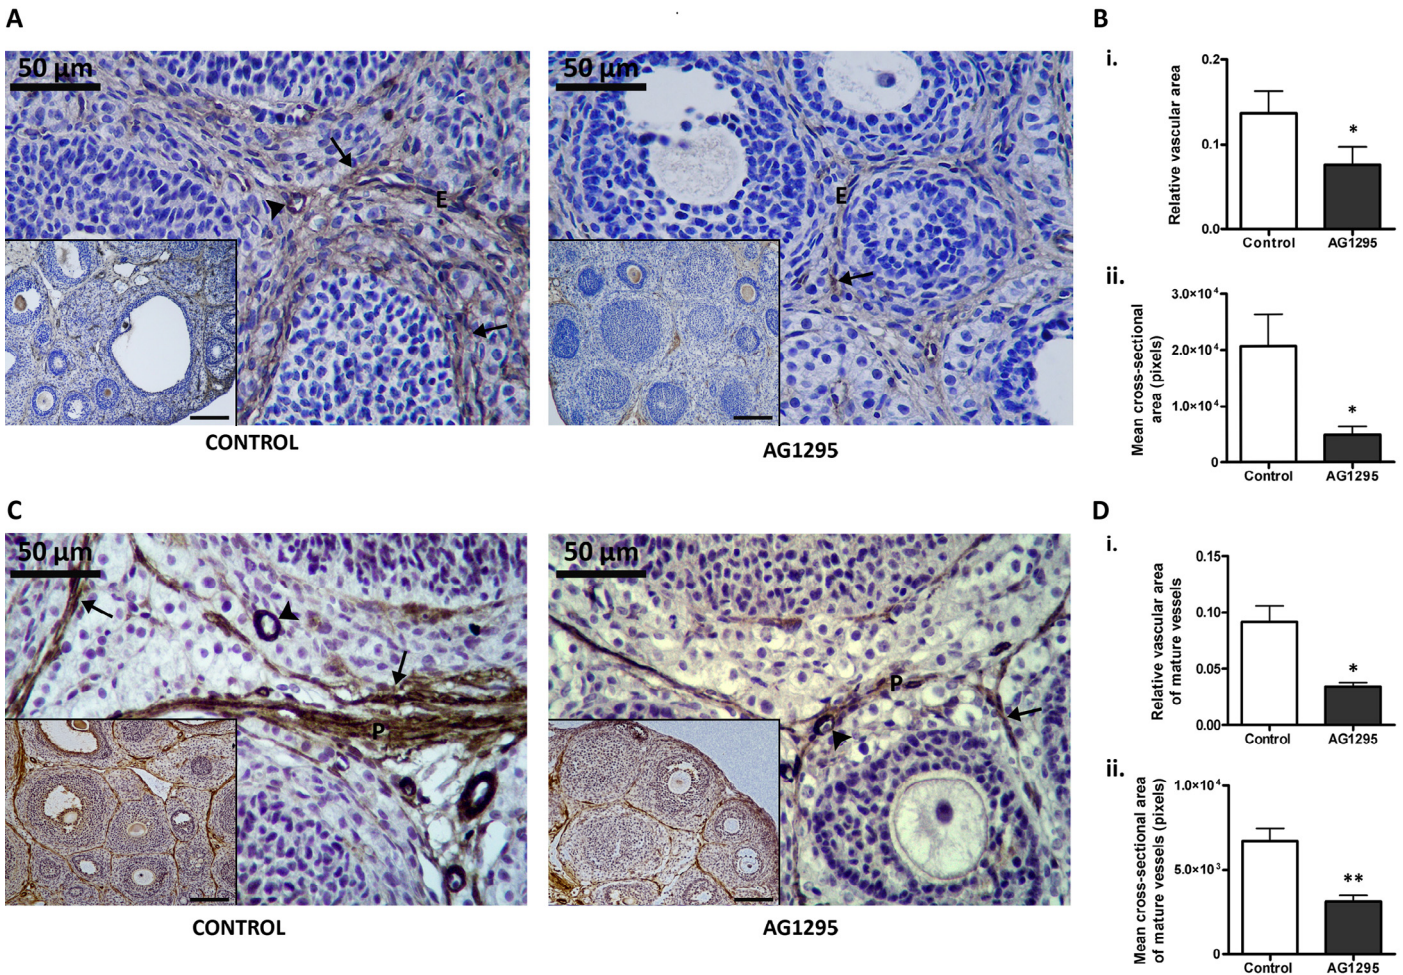 A
50 µm
E
CONTROL
50 µm
E
AG1295
B
i.
Relative vascular area
0.2
0.1
0.0
*
Control
AG1295
ii.
Mean cross-sectional
area (pixels)
3.0×10⁴
2.0×10⁴
1.0×10⁴
0
*
Control
AG1295
C
50 µm
P
CONTROL
50 µm
P
AG1295
D
i.
Relative vascular area
of mature vessels
0.15
0.10
0.05
0.00
*
Control
AG1295
ii.
Mean cross-sectional area
of mature vessels (pixels)
1.0×10⁴
5.0×10³
0
**
Control
AG1295